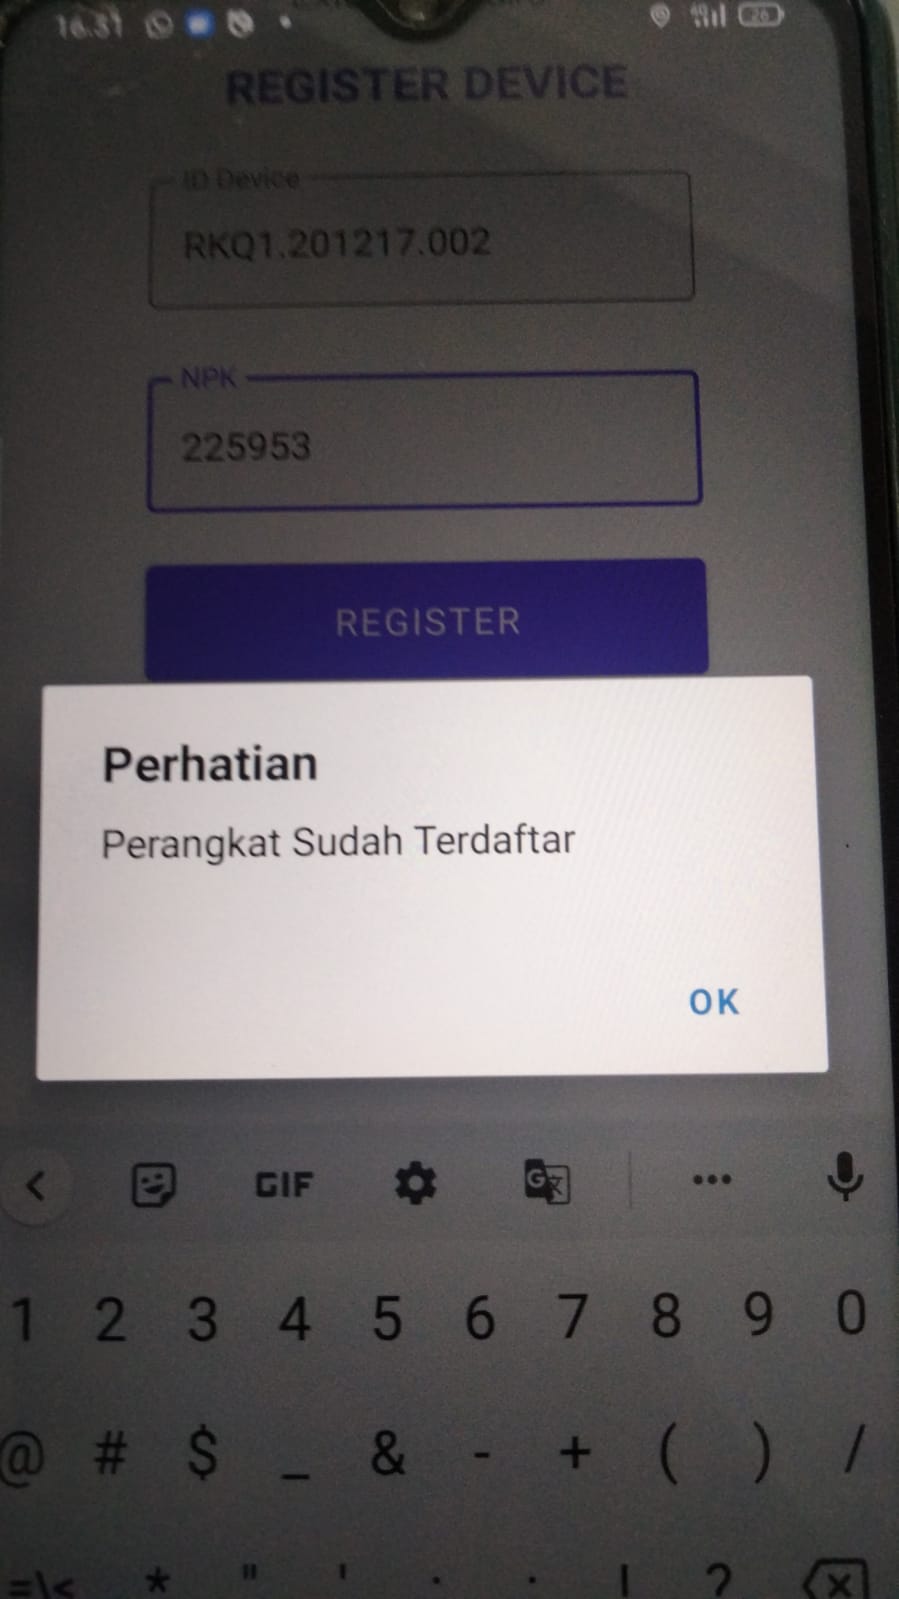 16.31
26
REGISTER DEVICE
ID Device
RKQ1.201217.002
NPK
225953
REGISTER
Perhatian
Perangkat Sudah Terdaftar
OK
GIF
1 2 3 4 5 6 7 8 9 0
@ # $ _ & - + ( ) /
=\< * " ' : ; ! ?